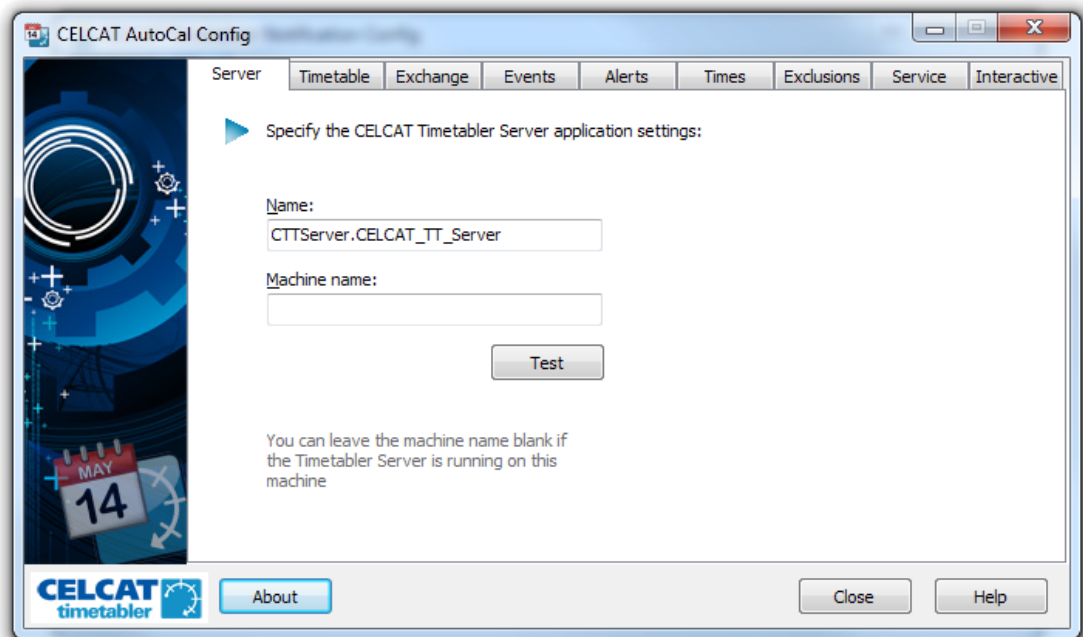 CELCAT AutoCal Config
Server Timetable Exchange Events Alerts Times Exclusions Service Interactive
Specify the CELCAT Timetabler Server application settings:
Name:
CTTServer.CELCAT_TT_Server
Machine name:
Test
You can leave the machine name blank if
the Timetabler Server is running on this
machine
MAY
14
CELCAT
timetabler
About
Close
Help